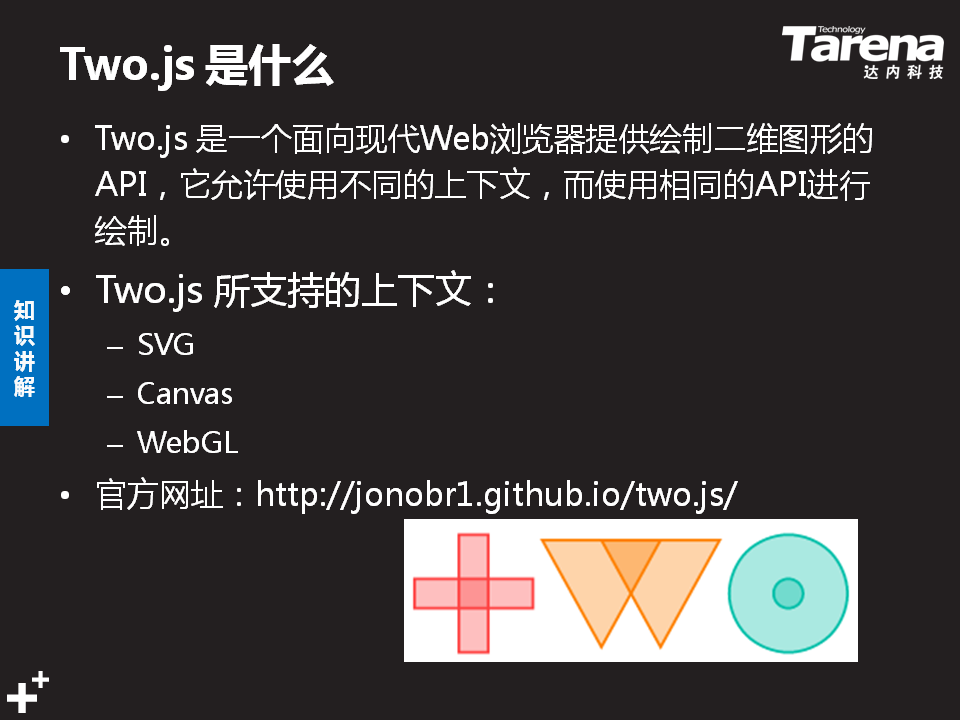 Two.js 是什么
Technology
Tarena
达内科技
• Two.js 是一个面向现代Web浏览器提供绘制二维图形的
API，它允许使用不同的上下文，而使用相同的API进行
绘制。
• Two.js 所支持的上下文：
– SVG
– Canvas
– WebGL
• 官方网址：http://jonobr1.github.io/two.js/
知识讲解